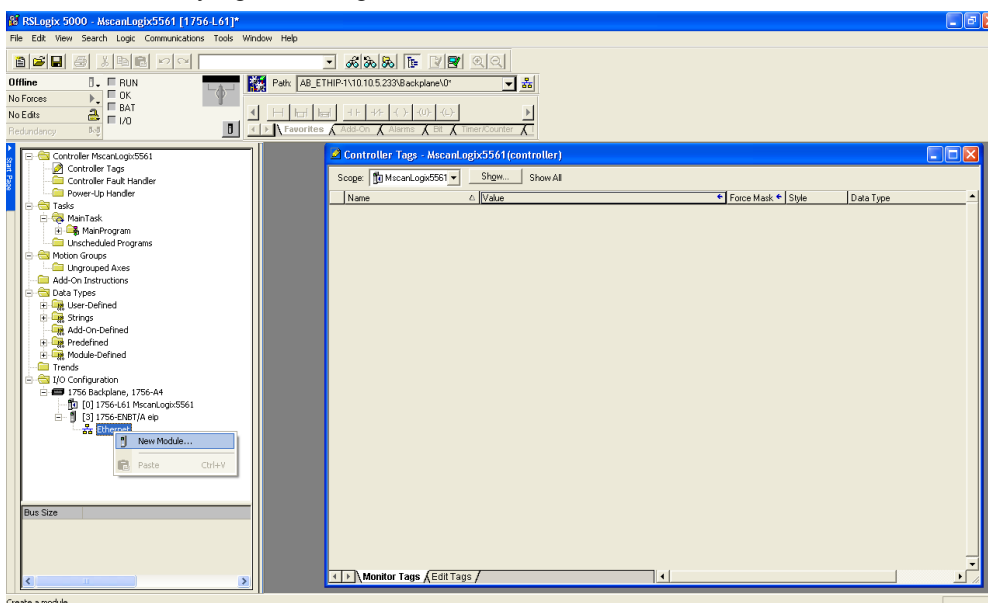 RSLogix 5000 - MscanLogix5561 [1756-L61]*
File Edit View Search Logic Communications Tools Window Help
Offline
RUN
No Forces
OK
No Edits
BAT
Redundancy
I/O
Path: AB_ETHIP-1\10.10.5.233\Backplane\0*
Favorites Add-On Alarms Bit Timer/Counter
Start Page
Controller MscanLogix5561
Controller Tags
Controller Fault Handler
Power-Up Handler
Tasks
MainTask
MainProgram
Unscheduled Programs
Motion Groups
Ungrouped Axes
Add-On Instructions
Data Types
User-Defined
Strings
Add-On-Defined
Predefined
Module-Defined
Trends
I/O Configuration
1756 Backplane, 1756-A4
[0] 1756-L61 MscanLogix5561
[3] 1756-ENBT/A eip
Ethernet
New Module...
Paste Ctrl+V
Bus Size
Controller Tags - MscanLogix5561(controller)
Scope: MscanLogix5561 Show... Show All
Name Value Force Mask Style Data Type
Monitor Tags Edit Tags
Create a module